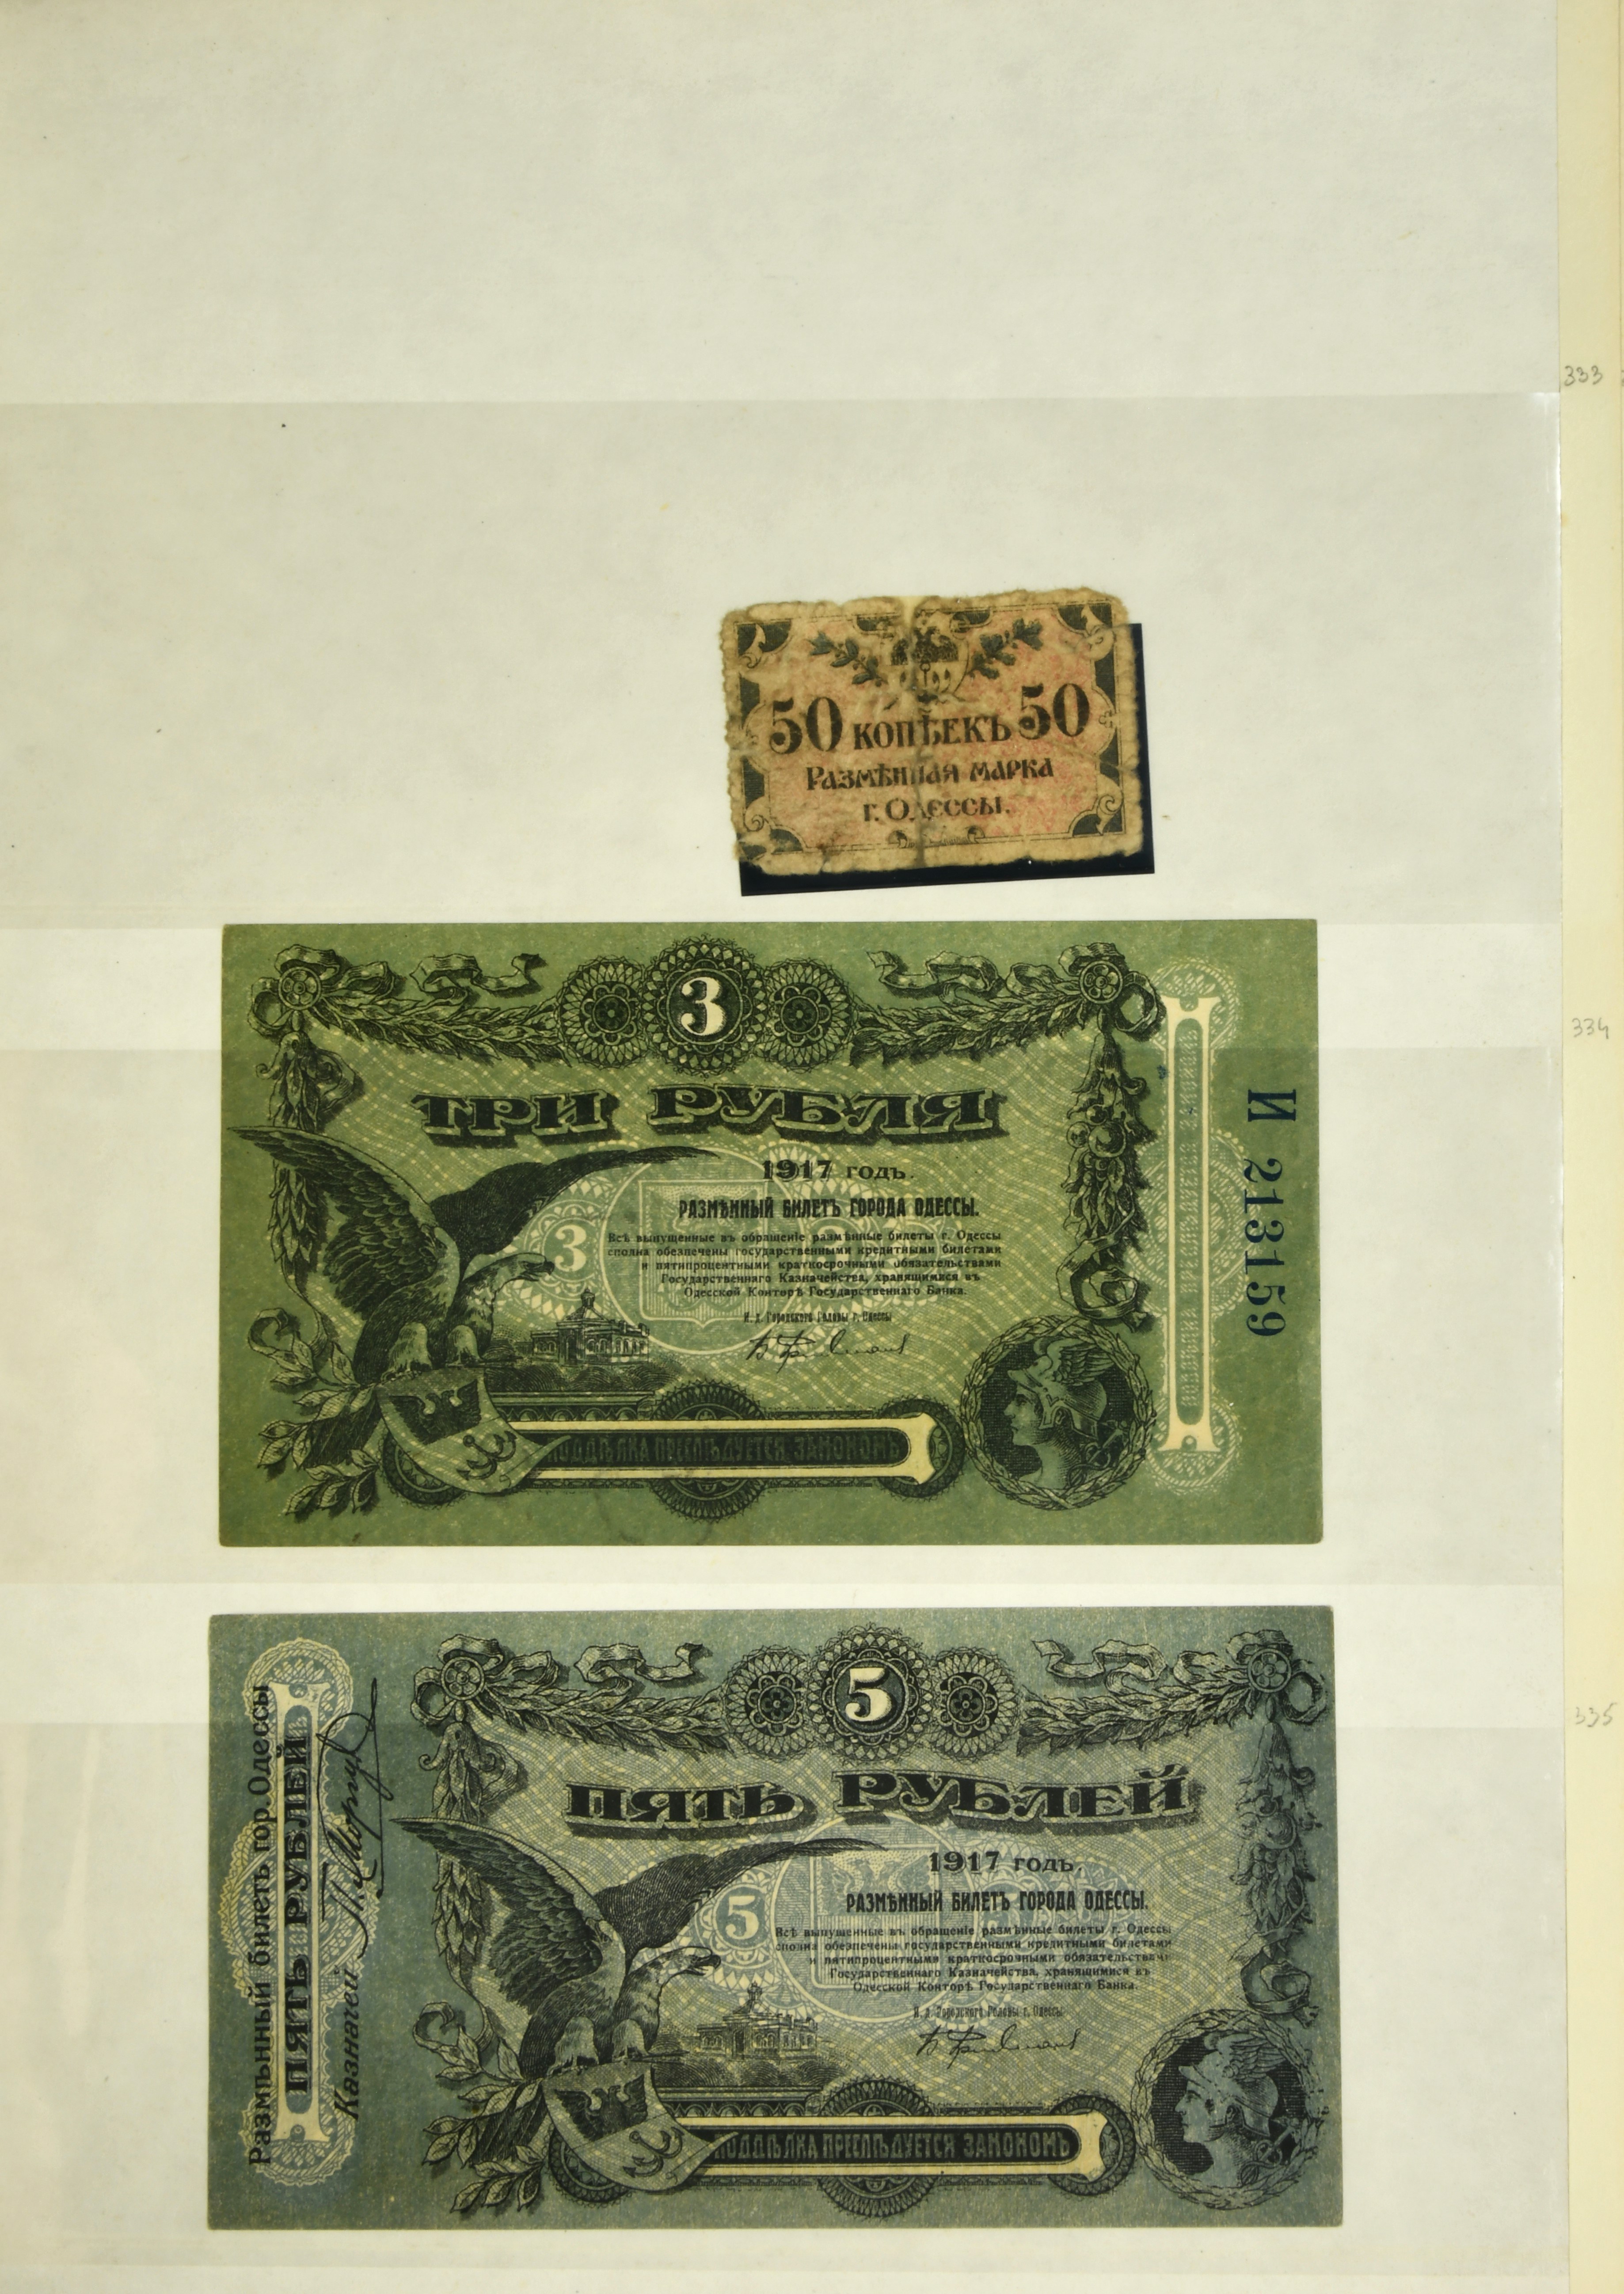 333
50 КОПѢЕКЪ 50
РАЗМѢННАЯ МАРКА
Г. ОДЕССЫ.
334
3
ТРИ РУБЛЯ
1917 годъ.
РАЗМѢННЫЙ БИЛЕТЪ ГОРОДА ОДЕССЫ.
3
Всѣ выпущенные въ обращеніе размѣнные билеты г. Одессы
сполна обезпечены государственными кредитными билетами
и пятипроцентными краткосрочными обязательствами
Государственнаго Казначейства, хранящимися въ
Одесской Конторѣ Государственнаго Банка.
И. д. Городского Головы г. Одессы
ПОДДѢЛКА ПРЕСЛѢДУЕТСЯ ЗАКОНОМЪ
И 213159
335
5
ПЯТЬ РУБЛЕЙ
1917 годъ.
РАЗМѢННЫЙ БИЛЕТЪ ГОРОДА ОДЕССЫ.
5
Всѣ выпущенные въ обращеніе размѣнные билеты г. Одессы
сполна обезпечены государственными кредитными билетами
и пятипроцентными краткосрочными обязательствами
Государственнаго Казначейства, хранящимися въ
Одесской Конторѣ Государственнаго Банка.
И. д. Городского Головы г. Одессы
ПОДДѢЛКА ПРЕСЛѢДУЕТСЯ ЗАКОНОМЪ
Размѣнный билетъ гор. Одессы
ПЯТЬ РУБЛЕЙ
Казначей